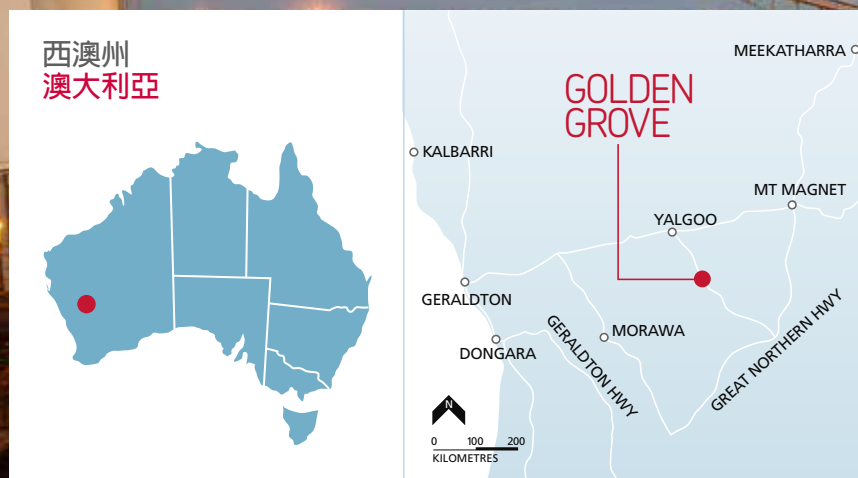 西澳州
澳大利亞
MEEKATHARRA
GOLDEN
GROVE
KALBARRI
MT MAGNET
YALGOO
GERALDTON
MORAWA
DONGARA
GERALDTON HWY
GREAT NORTHERN HWY
N
0 100 200
KILOMETRES